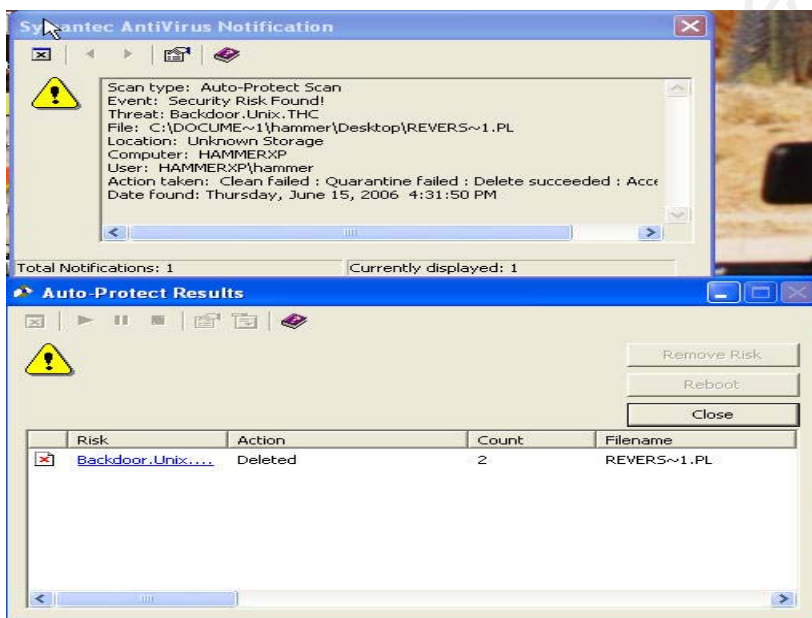 Symantec AntiVirus Notification
Scan type: Auto-Protect Scan
Event: Security Risk Found!
Threat: Backdoor.Unix.THC
File: C:\DOCUME~1\hammer\Desktop\REVERS~1.PL
Location: Unknown Storage
Computer: HAMMERXP
User: HAMMERXP\hammer
Action taken: Clean failed : Quarantine failed : Delete succeeded : Acce
Date found: Thursday, June 15, 2006 4:31:50 PM
Total Notifications: 1 Currently displayed: 1
Auto-Protect Results
Remove Risk
Reboot
Close
Risk Action Count Filename
Backdoor.Unix.... Deleted 2 REVERS~1.PL